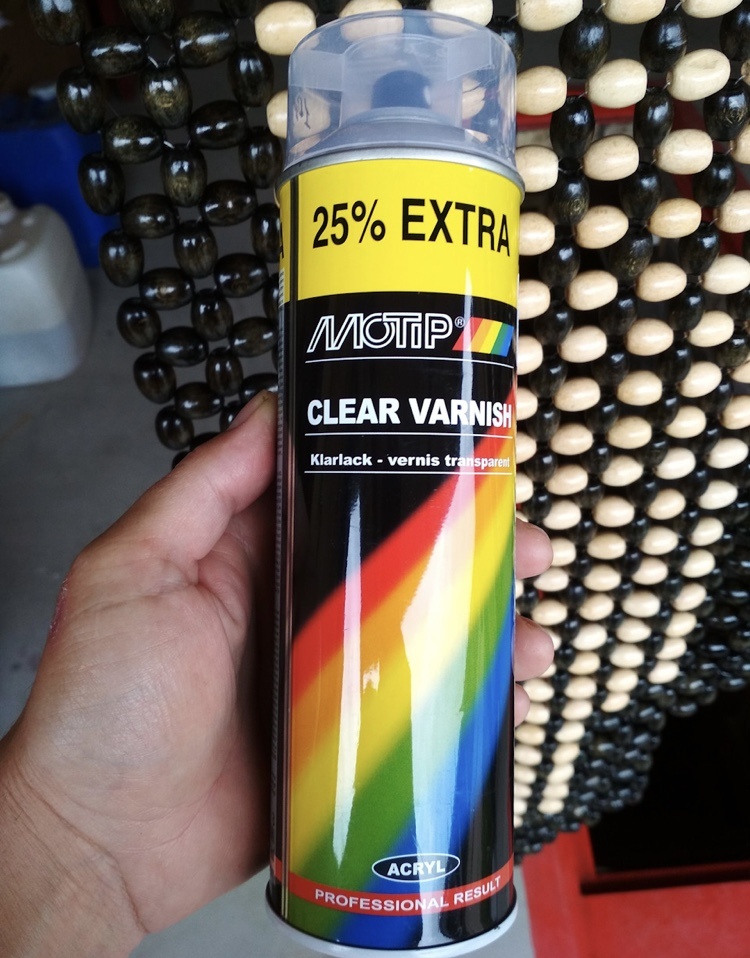 25% EXTRA
MOTIP®
CLEAR VARNISH
Klarlack - vernis transparent
ACRYL
PROFESSIONAL RESULT